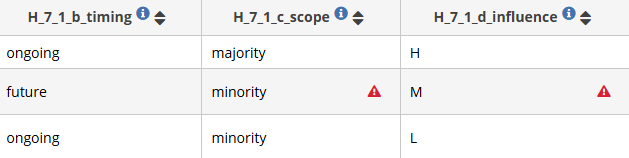 H_7_1_b_timing H_7_1_c_scope H_7_1_d_influence
ongoing majority H
future minority M
ongoing minority L